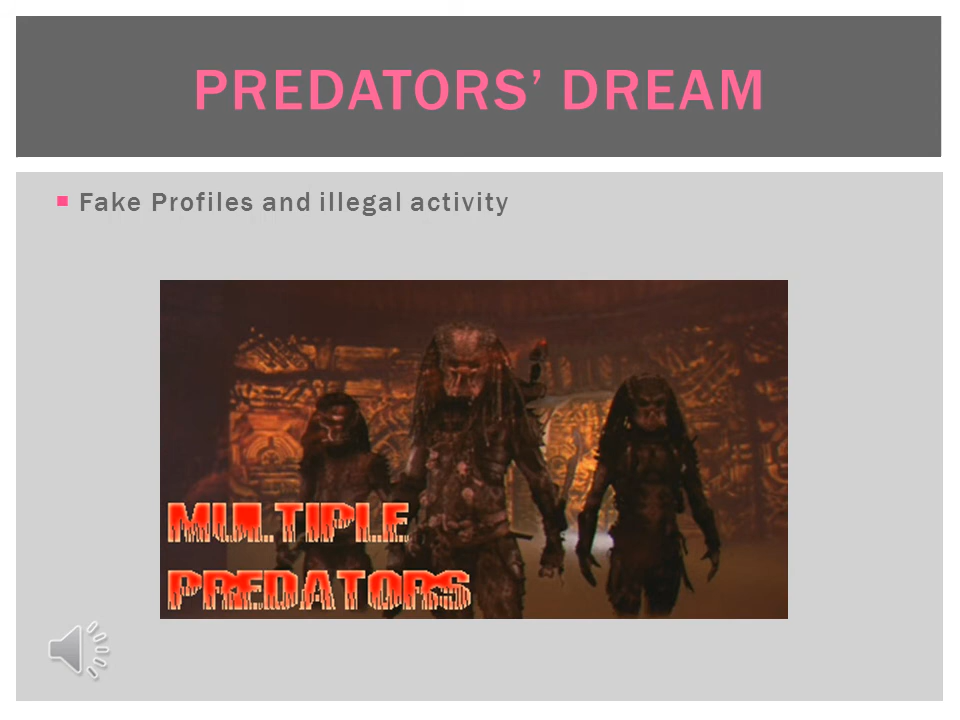 PREDATORS’ DREAM
Fake Profiles and illegal activity
MULTIPLE
PREDATORS